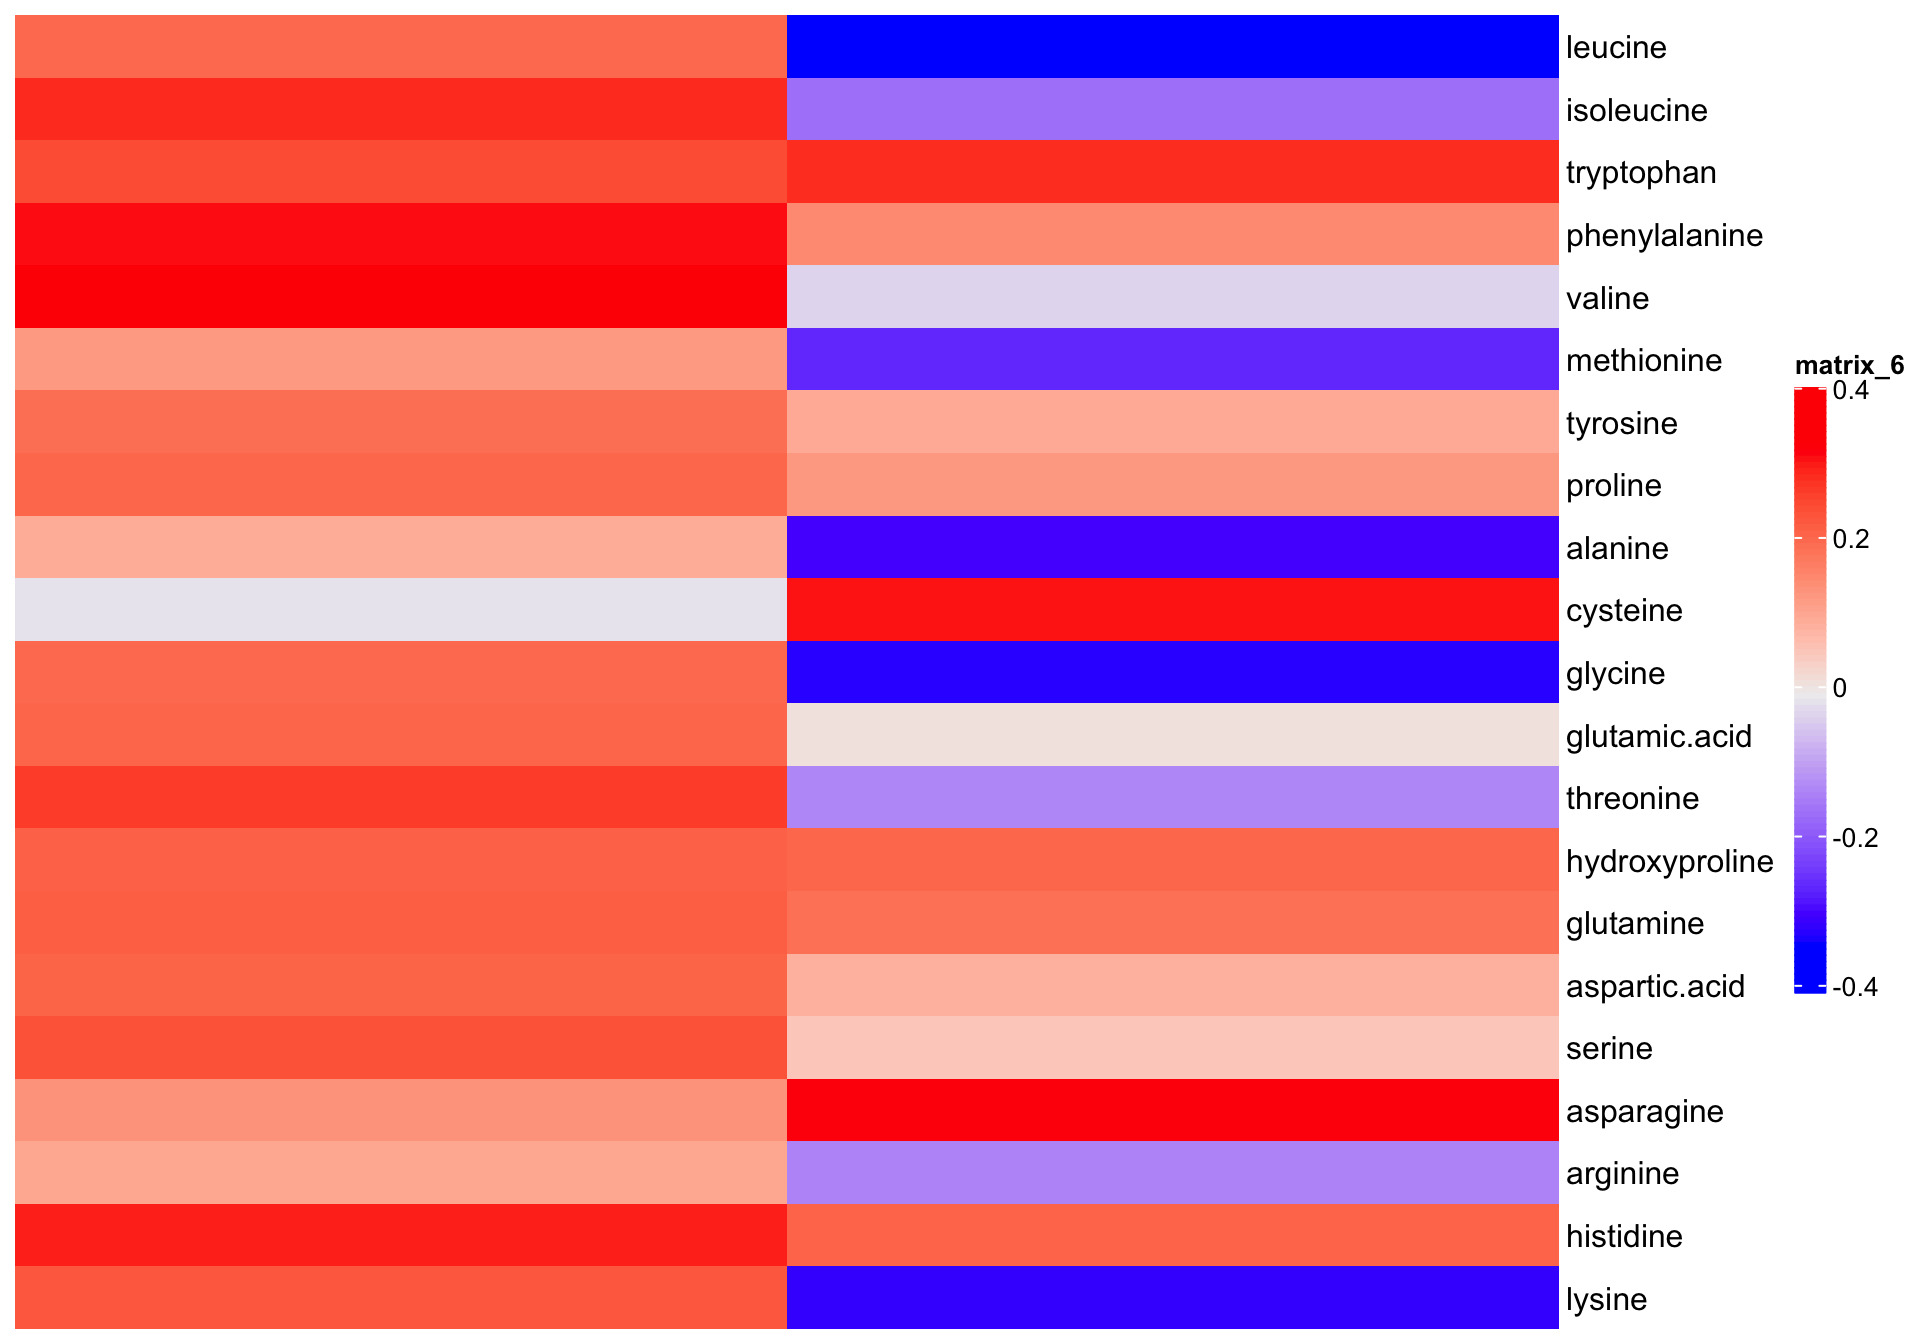 leucine
isoleucine
tryptophan
phenylalanine
valine
methionine
tyrosine
proline
alanine
cysteine
glycine
glutamic.acid
threonine
hydroxyproline
glutamine
aspartic.acid
serine
asparagine
arginine
histidine
lysine
matrix_6
0.4
0.2
0
-0.2
-0.4